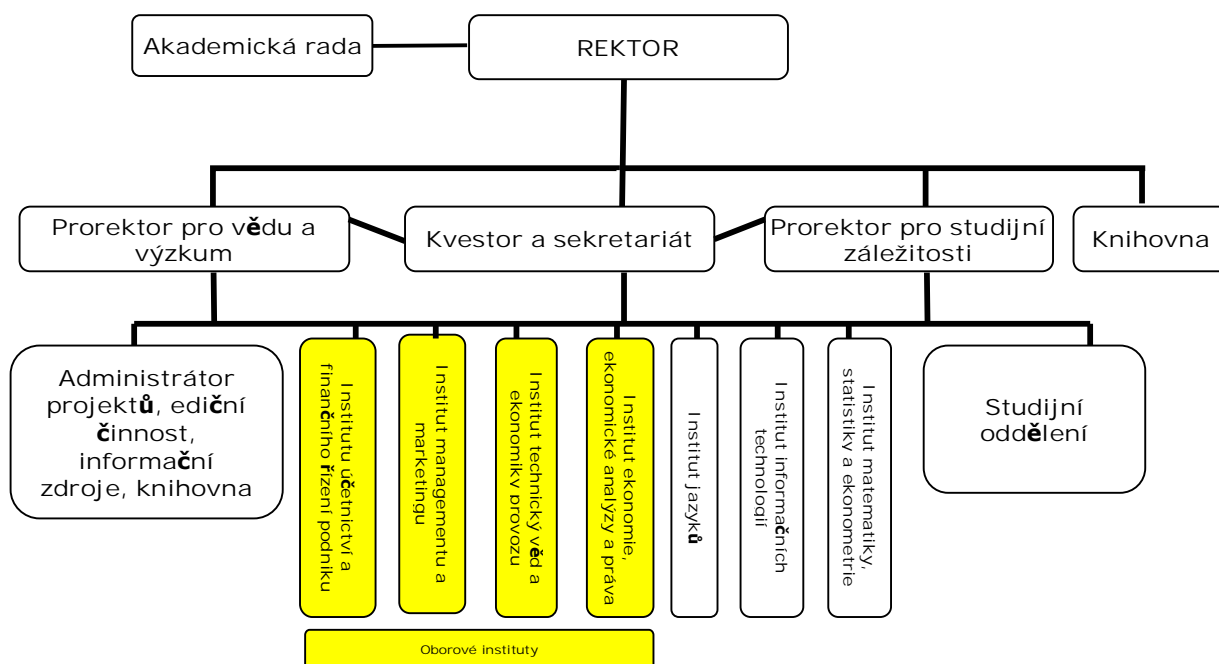 Akademická rada
REKTOR
Prorektor pro vědu a
výzkum
Kvestor a sekretariát
Prorektor pro studijní
záležitosti
Knihovna
Administrátor
projektů, ediční
činnost,
informační
zdroje, knihovna
Institutu účetnictví a
finančního řízení podniku
Institut managementu a
marketingu
Institut technický věd a
ekonomiky provozu
Institut ekonomie,
ekonomické analýzy a práva
Institut jazyků
Institut informačních
technologií
Institut matematiky,
statistiky a ekonometrie
Studijní
oddělení
Oborové instituty